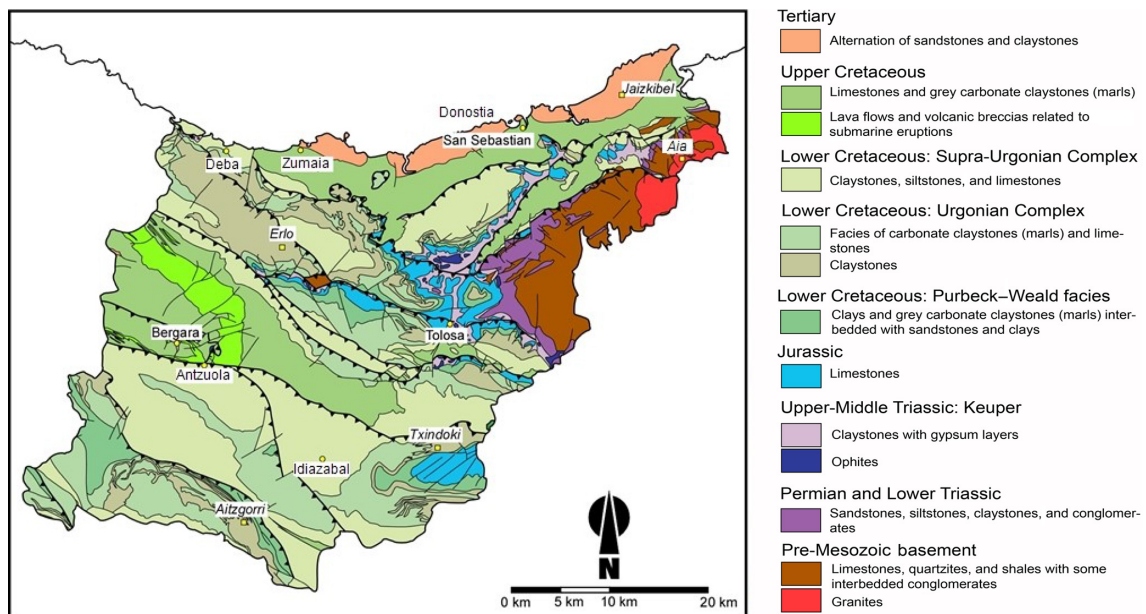 Jaizkibel
Donostia
San Sebastian
Aia
Deba
Zumaia
Erlo
Bergara
Tolosa
Antzuola
Txindoki
Idiazabal
Aitzgorri
N
0 km 5 km 10 km 20 km
Tertiary
Alternation of sandstones and claystones
Upper Cretaceous
Limestones and grey carbonate claystones (marls)
Lava flows and volcanic breccias related to
submarine eruptions
Lower Cretaceous: Supra-Urgonian Complex
Claystones, siltstones, and limestones
Lower Cretaceous: Urgonian Complex
Facies of carbonate claystones (marls) and lime-
stones
Claystones
Lower Cretaceous: Purbeck–Weald facies
Clays and grey carbonate claystones (marls) inter-
bedded with sandstones and clays
Jurassic
Limestones
Upper-Middle Triassic: Keuper
Claystones with gypsum layers
Ophites
Permian and Lower Triassic
Sandstones, siltstones, claystones, and conglomer-
ates
Pre-Mesozoic basement
Limestones, quartzites, and shales with some
interbedded conglomerates
Granites